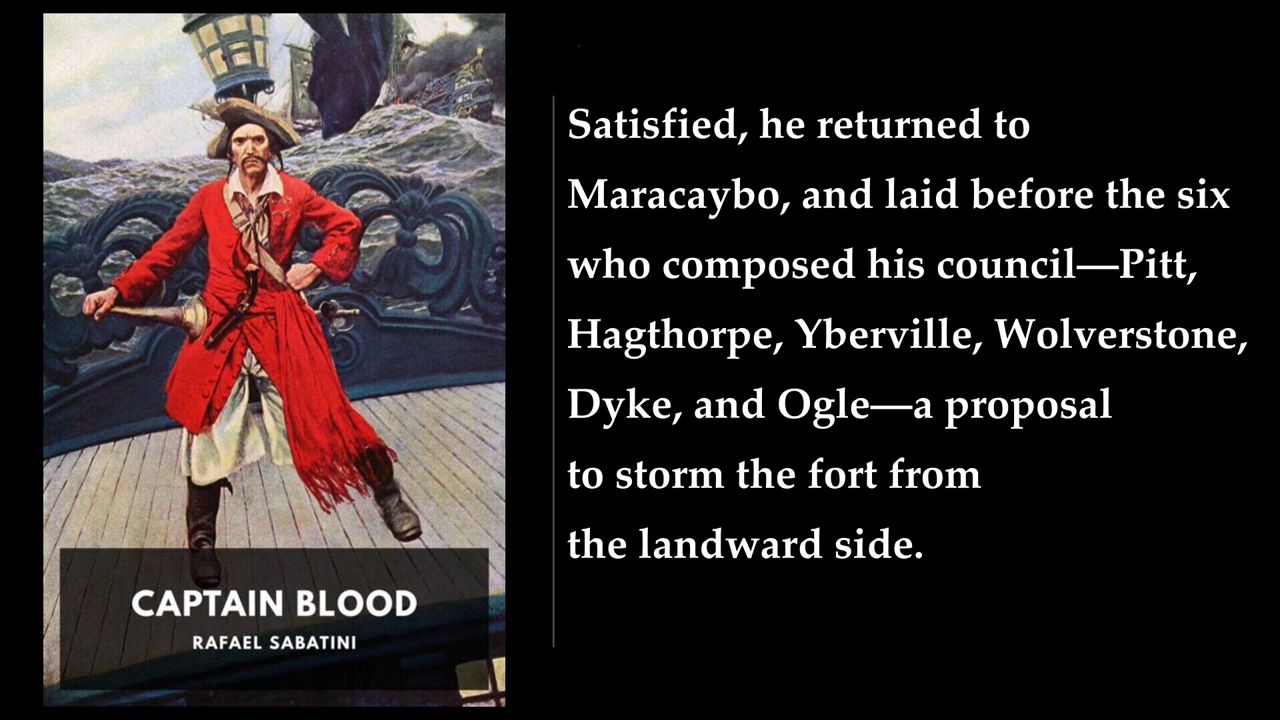 CAPTAIN BLOOD
RAFAEL SABATINI
Satisfied, he returned to
Maracaybo, and laid before the six
who composed his council—Pitt,
Hagthorpe, Yberville, Wolverstone,
Dyke, and Ogle—a proposal
to storm the fort from
the landward side.